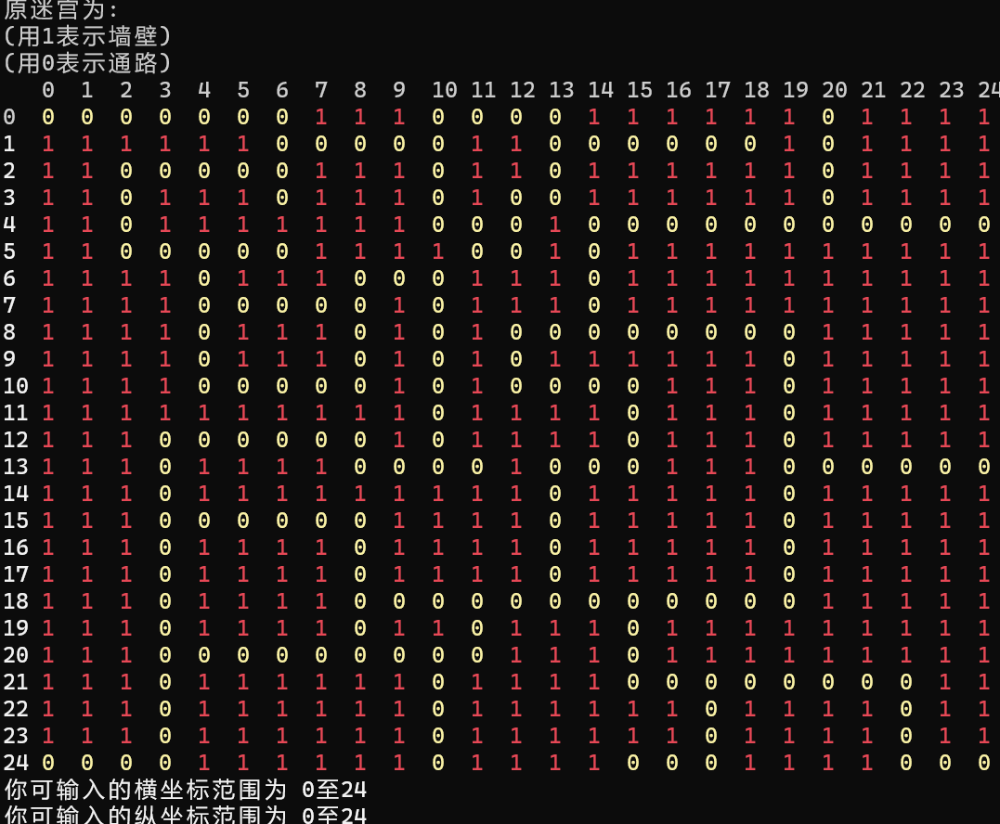 原迷宫为:
(用1表示墙壁)
(用0表示通路)
0 1 2 3 4 5 6 7 8 9 10 11 12 13 14 15 16 17 18 19 20 21 22 23 24
0 0 0 0 0 0 0 0 1 1 1 0 0 0 0 1 1 1 1 1 1 0 1 1 1 1
1 1 1 1 1 1 1 0 0 0 0 0 1 1 0 0 0 0 0 0 1 0 1 1 1 1
2 1 1 0 0 0 0 0 1 1 1 0 1 1 0 1 1 1 1 1 1 0 1 1 1 1
3 1 1 0 1 1 1 0 1 1 1 0 1 0 0 1 1 1 1 1 1 0 1 1 1 1
4 1 1 0 1 1 1 1 1 1 1 0 0 0 1 0 0 0 0 0 0 0 0 0 0 0
5 1 1 0 0 0 0 0 1 1 1 1 0 0 1 0 1 1 1 1 1 1 1 1 1 1
6 1 1 1 1 0 1 1 1 0 0 0 1 1 1 0 1 1 1 1 1 1 1 1 1 1
7 1 1 1 1 0 0 0 0 0 1 0 1 1 1 0 1 1 1 1 1 1 1 1 1 1
8 1 1 1 1 0 1 1 1 0 1 0 1 0 0 0 0 0 0 0 0 1 1 1 1 1
9 1 1 1 1 0 1 1 1 0 1 0 1 0 1 1 1 1 1 1 0 1 1 1 1 1
10 1 1 1 1 0 0 0 0 0 1 0 1 0 0 0 0 1 1 1 0 1 1 1 1 1
11 1 1 1 1 1 1 1 1 1 1 0 1 1 1 1 0 1 1 1 0 1 1 1 1 1
12 1 1 1 0 0 0 0 0 0 1 0 1 1 1 1 0 1 1 1 0 1 1 1 1 1
13 1 1 1 0 1 1 1 1 0 0 0 0 1 0 0 0 1 1 1 0 0 0 0 0 0
14 1 1 1 0 1 1 1 1 1 1 1 1 1 0 1 1 1 1 1 0 1 1 1 1 1
15 1 1 1 0 0 0 0 0 0 1 1 1 1 0 1 1 1 1 1 0 1 1 1 1 1
16 1 1 1 0 1 1 1 1 0 1 1 1 1 0 1 1 1 1 1 0 1 1 1 1 1
17 1 1 1 0 1 1 1 1 0 1 1 1 1 0 1 1 1 1 1 0 1 1 1 1 1
18 1 1 1 0 1 1 1 1 0 0 0 0 0 0 0 0 0 0 0 0 1 1 1 1 1
19 1 1 1 0 1 1 1 1 0 1 1 0 1 1 1 0 1 1 1 1 1 1 1 1 1
20 1 1 1 0 0 0 0 0 0 0 0 0 1 1 1 0 1 1 1 1 1 1 1 1 1
21 1 1 1 0 1 1 1 1 1 1 0 1 1 1 1 0 0 0 0 0 0 0 0 1 1
22 1 1 1 0 1 1 1 1 1 1 0 1 1 1 1 1 1 0 1 1 1 1 0 1 1
23 1 1 1 0 1 1 1 1 1 1 0 1 1 1 1 1 1 0 1 1 1 1 0 1 1
24 0 0 0 0 1 1 1 1 1 1 0 1 1 1 1 0 0 0 1 1 1 1 0 0 0
你可输入的横坐标范围为 0至24
你可输入的纵坐标范围为 0至24